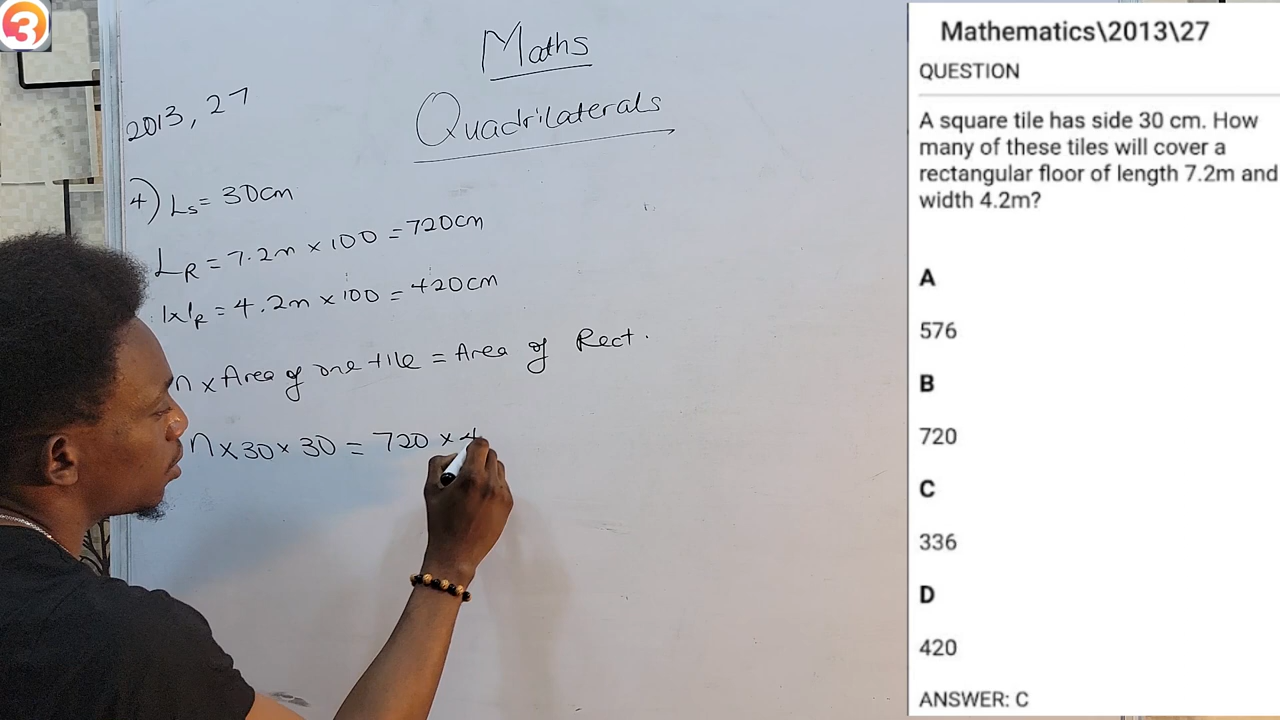 3
Maths
Quadrilaterals
2013, 27
4) Ls = 30cm
LR = 7.2m × 100 = 720cm
WR = 4.2m × 100 = 420cm
n × Area of one tile = Area of Rect.
n × 30 × 30 = 720 × 4
Mathematics\2013\27
QUESTION
A square tile has side 30 cm. How
many of these tiles will cover a
rectangular floor of length 7.2m and
width 4.2m?
A
576
B
720
C
336
D
420
ANSWER: C